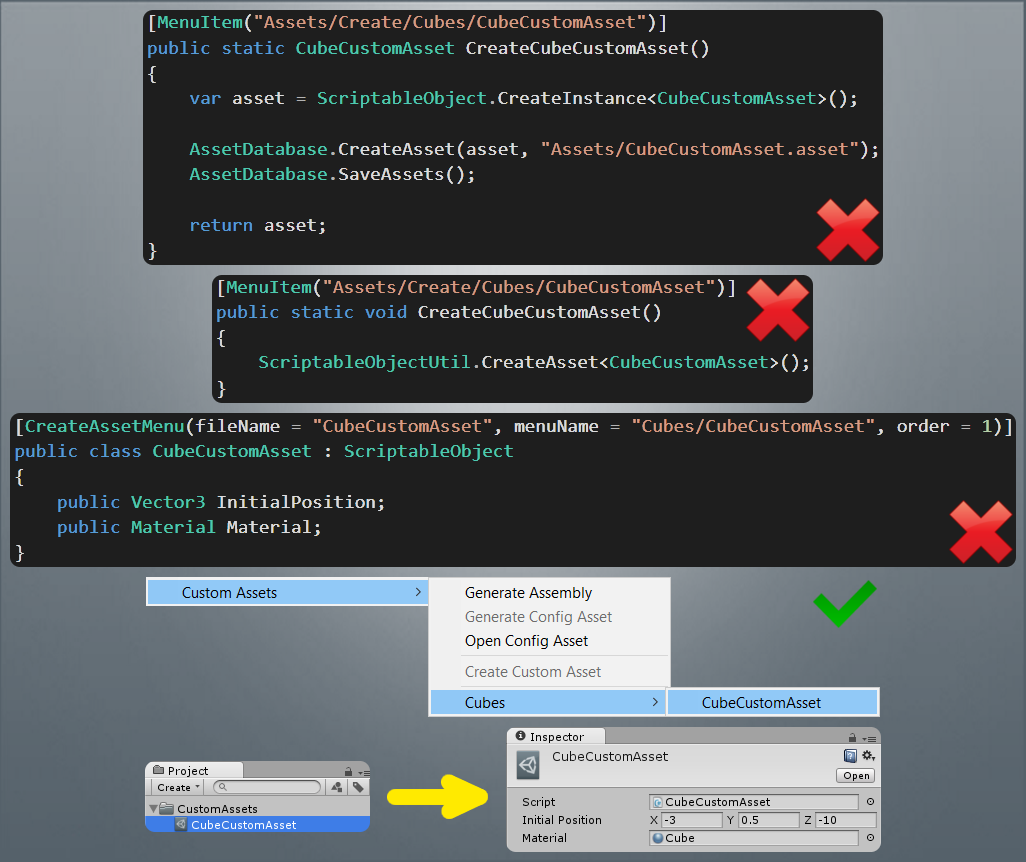 [MenuItem("Assets/Create/Cubes/CubeCustomAsset")]
public static CubeCustomAsset CreateCubeCustomAsset()
{
    var asset = ScriptableObject.CreateInstance<CubeCustomAsset>();
    AssetDatabase.CreateAsset(asset, "Assets/CubeCustomAsset.asset");
    AssetDatabase.SaveAssets();
    return asset;
}
[MenuItem("Assets/Create/Cubes/CubeCustomAsset")]
public static void CreateCubeCustomAsset()
{
    ScriptableObjectUtil.CreateAsset<CubeCustomAsset>();
}
[CreateAssetMenu(fileName = "CubeCustomAsset", menuName = "Cubes/CubeCustomAsset", order = 1)]
public class CubeCustomAsset : ScriptableObject
{
    public Vector3 InitialPosition;
    public Material Material;
}
Custom Assets
Generate Assembly
Generate Config Asset
Open Config Asset
Create Custom Asset
Cubes
CubeCustomAsset
Project
Create
CustomAssets
CubeCustomAsset
Inspector
CubeCustomAsset
Open
Script CubeCustomAsset
Initial Position X -3 Y 0.5 Z -10
Material Cube